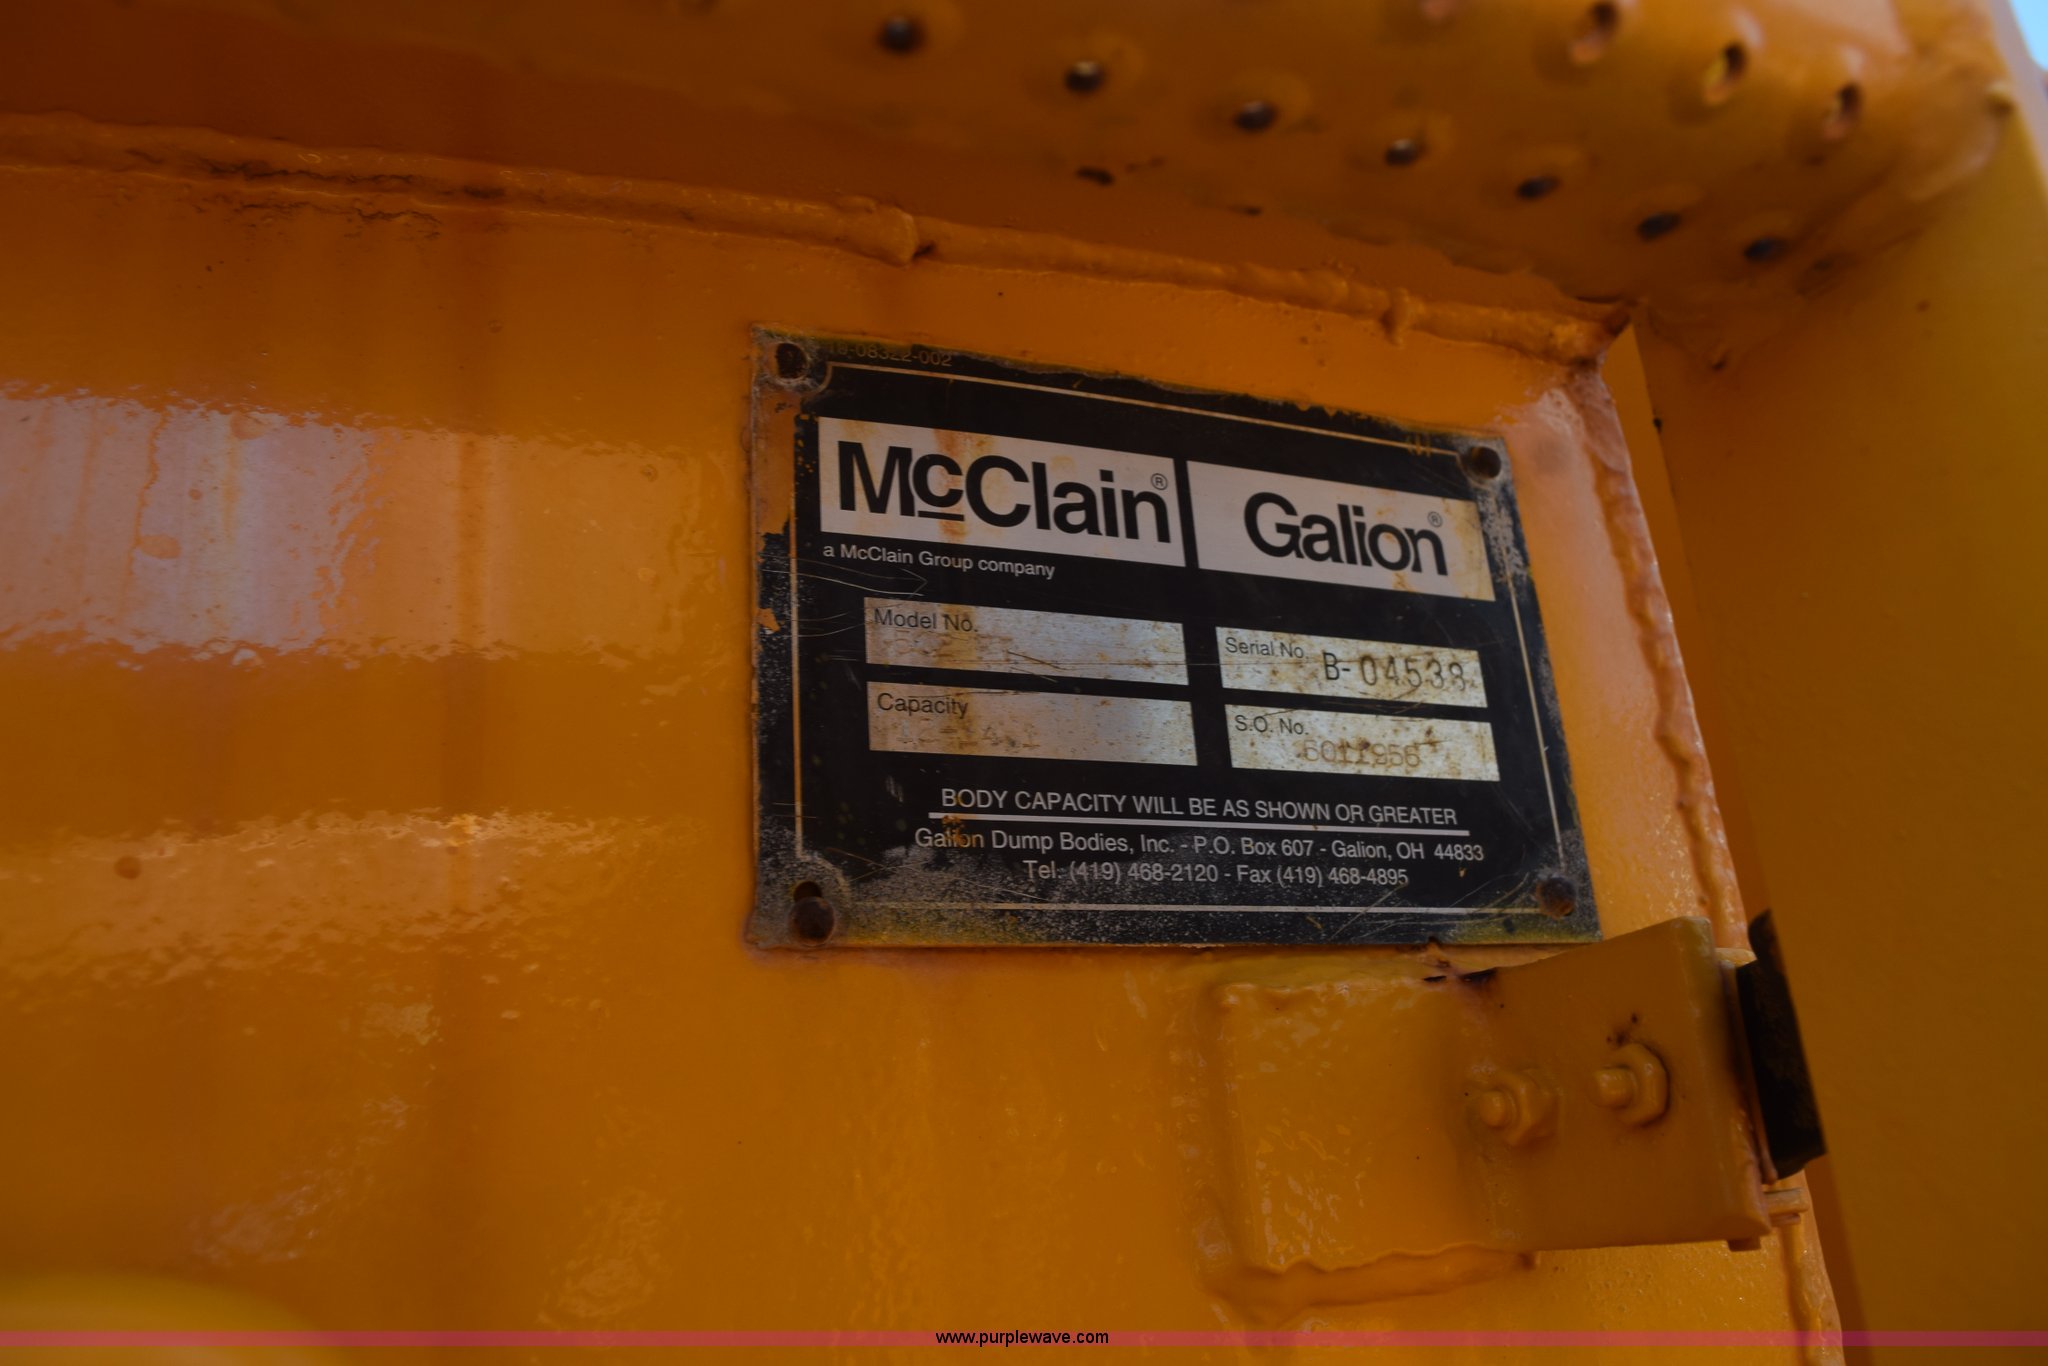 McClain® Galion®
a McClain Group company
Model No.
Serial No. B-04538
Capacity
S.O. No. 6011956
BODY CAPACITY WILL BE AS SHOWN OR GREATER
Galion Dump Bodies, Inc. - P.O. Box 607 - Galion, OH 44833
Tel. (419) 468-2120 - Fax (419) 468-4895
www.purplewave.com